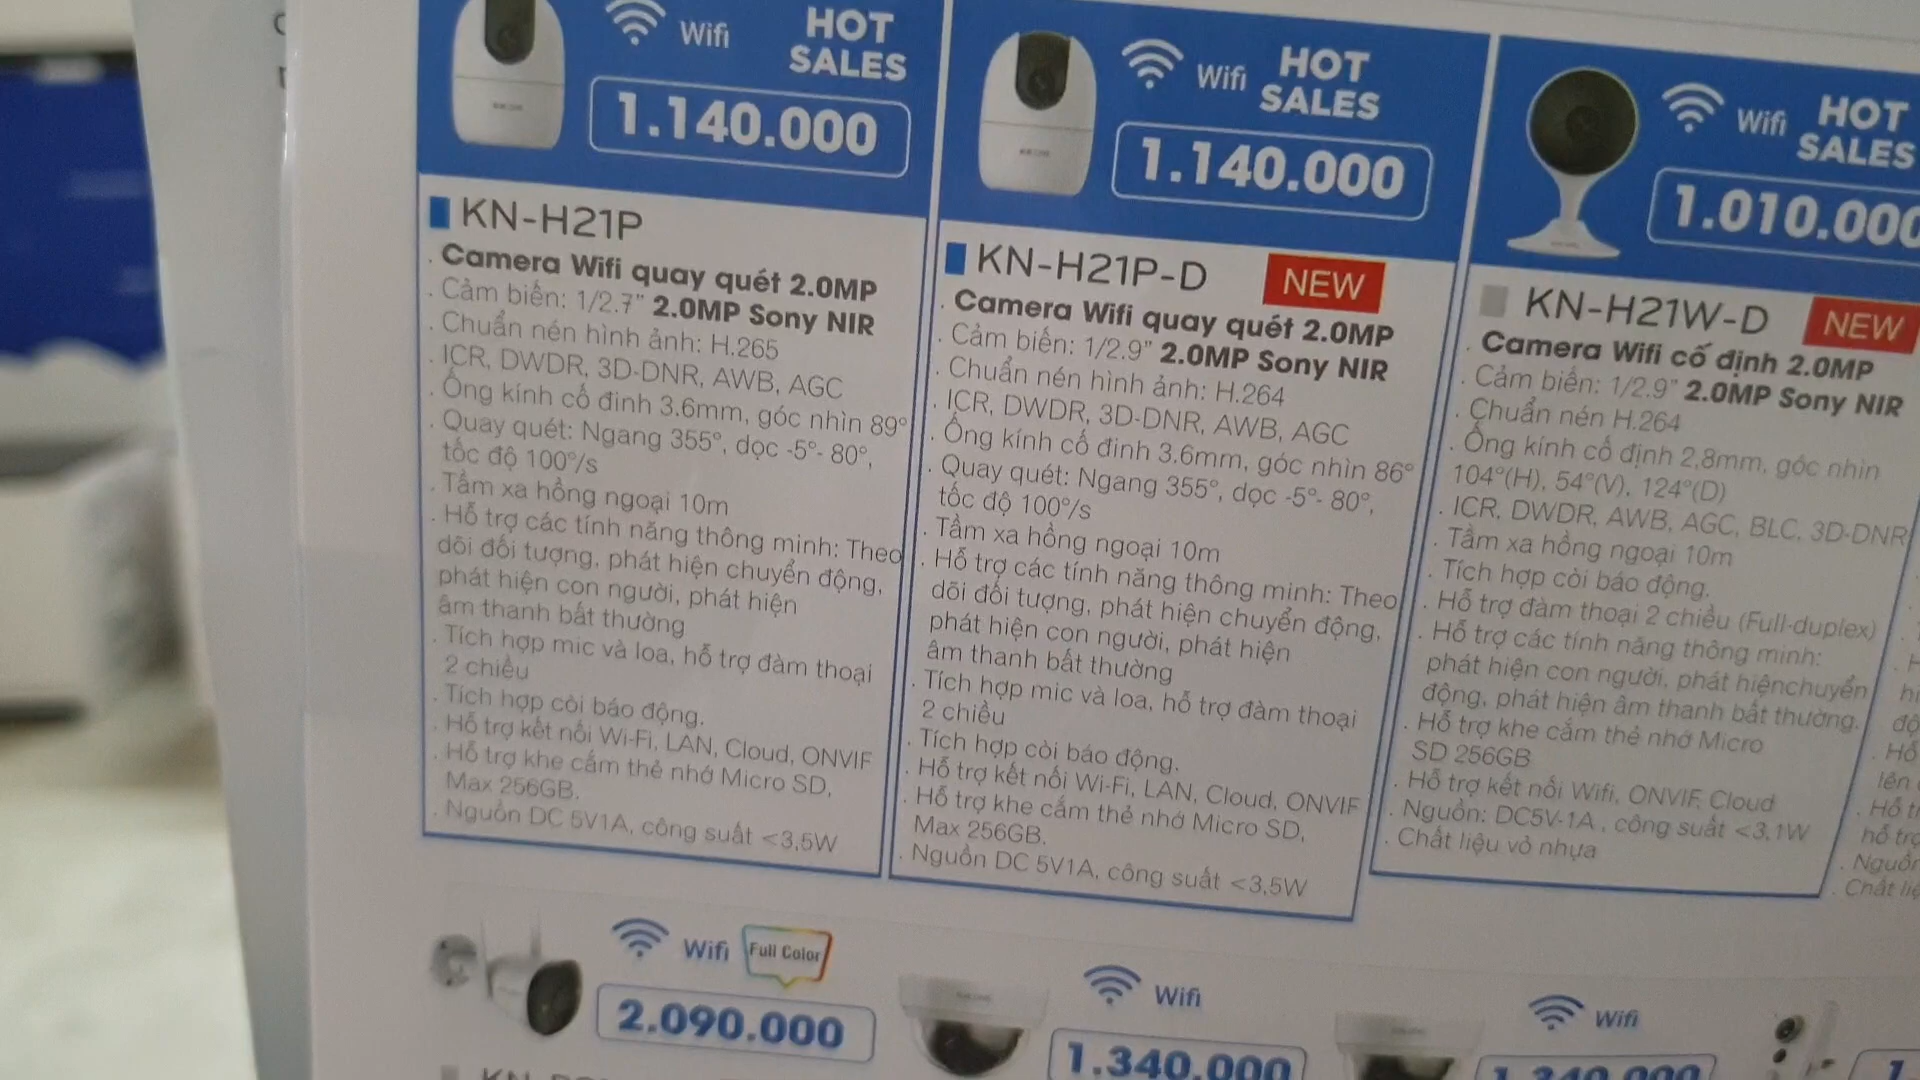 Wifi
HOT
SALES
1.140.000
KN-H21P
. Camera Wifi quay quét 2.0MP
. Cảm biến: 1/2.7” 2.0MP Sony NIR
. Chuẩn nén hình ảnh: H.265
. ICR, DWDR, 3D-DNR, AWB, AGC
. Ống kính cố đinh 3.6mm, góc nhìn 89°
. Quay quét: Ngang 355°, dọc -5°- 80°,
tốc độ 100°/s
. Tầm xa hồng ngoại 10m
. Hỗ trợ các tính năng thông minh: Theo
dõi đối tượng, phát hiện chuyển động,
phát hiện con người, phát hiện
âm thanh bất thường
. Tích hợp mic và loa, hỗ trợ đàm thoại
2 chiều
. Tích hợp còi báo động.
. Hỗ trợ kết nối Wi-Fi, LAN, Cloud, ONVIF
. Hỗ trợ khe cắm thẻ nhớ Micro SD,
Max 256GB.
. Nguồn DC 5V1A, công suất <3,5W
Wifi
HOT
SALES
1.140.000
KN-H21P-D
NEW
. Camera Wifi quay quét 2.0MP
. Cảm biến: 1/2.9” 2.0MP Sony NIR
. Chuẩn nén hình ảnh: H.264
. ICR, DWDR, 3D-DNR, AWB, AGC
. Ống kính cố đinh 3.6mm, góc nhìn 86°
. Quay quét: Ngang 355°, dọc -5°- 80°,
tốc độ 100°/s
. Tầm xa hồng ngoại 10m
. Hỗ trợ các tính năng thông minh: Theo
dõi đối tượng, phát hiện chuyển động,
phát hiện con người, phát hiện
âm thanh bất thường
. Tích hợp mic và loa, hỗ trợ đàm thoại
2 chiều
. Tích hợp còi báo động.
. Hỗ trợ kết nối Wi-Fi, LAN, Cloud, ONVIF
. Hỗ trợ khe cắm thẻ nhớ Micro SD,
Max 256GB.
. Nguồn DC 5V1A, công suất <3,5W
Wifi
HOT
SALES
1.010.000
KN-H21W-D
NEW
. Camera Wifi cố định 2.0MP
. Cảm biến: 1/2.9” 2.0MP Sony NIR
. Chuẩn nén H.264
. Ống kính cố định 2,8mm, góc nhìn
104°(H), 54°(V), 124°(D)
. ICR, DWDR, AWB, AGC, BLC, 3D-DNR
. Tầm xa hồng ngoại 10m
. Tích hợp còi báo động.
. Hỗ trợ đàm thoại 2 chiều (Full-duplex)
. Hỗ trợ các tính năng thông minh:
phát hiện con người, phát hiệnchuyển
động, phát hiện âm thanh bất thường.
. Hỗ trợ khe cắm thẻ nhớ Micro
SD 256GB
. Hỗ trợ kết nối Wifi, ONVIF, Cloud
. Nguồn: DC5V-1A , công suất <3,1W
. Chất liệu vỏ nhựa
Wifi
Full Color
2.090.000
Wifi
1.340.000
Wifi